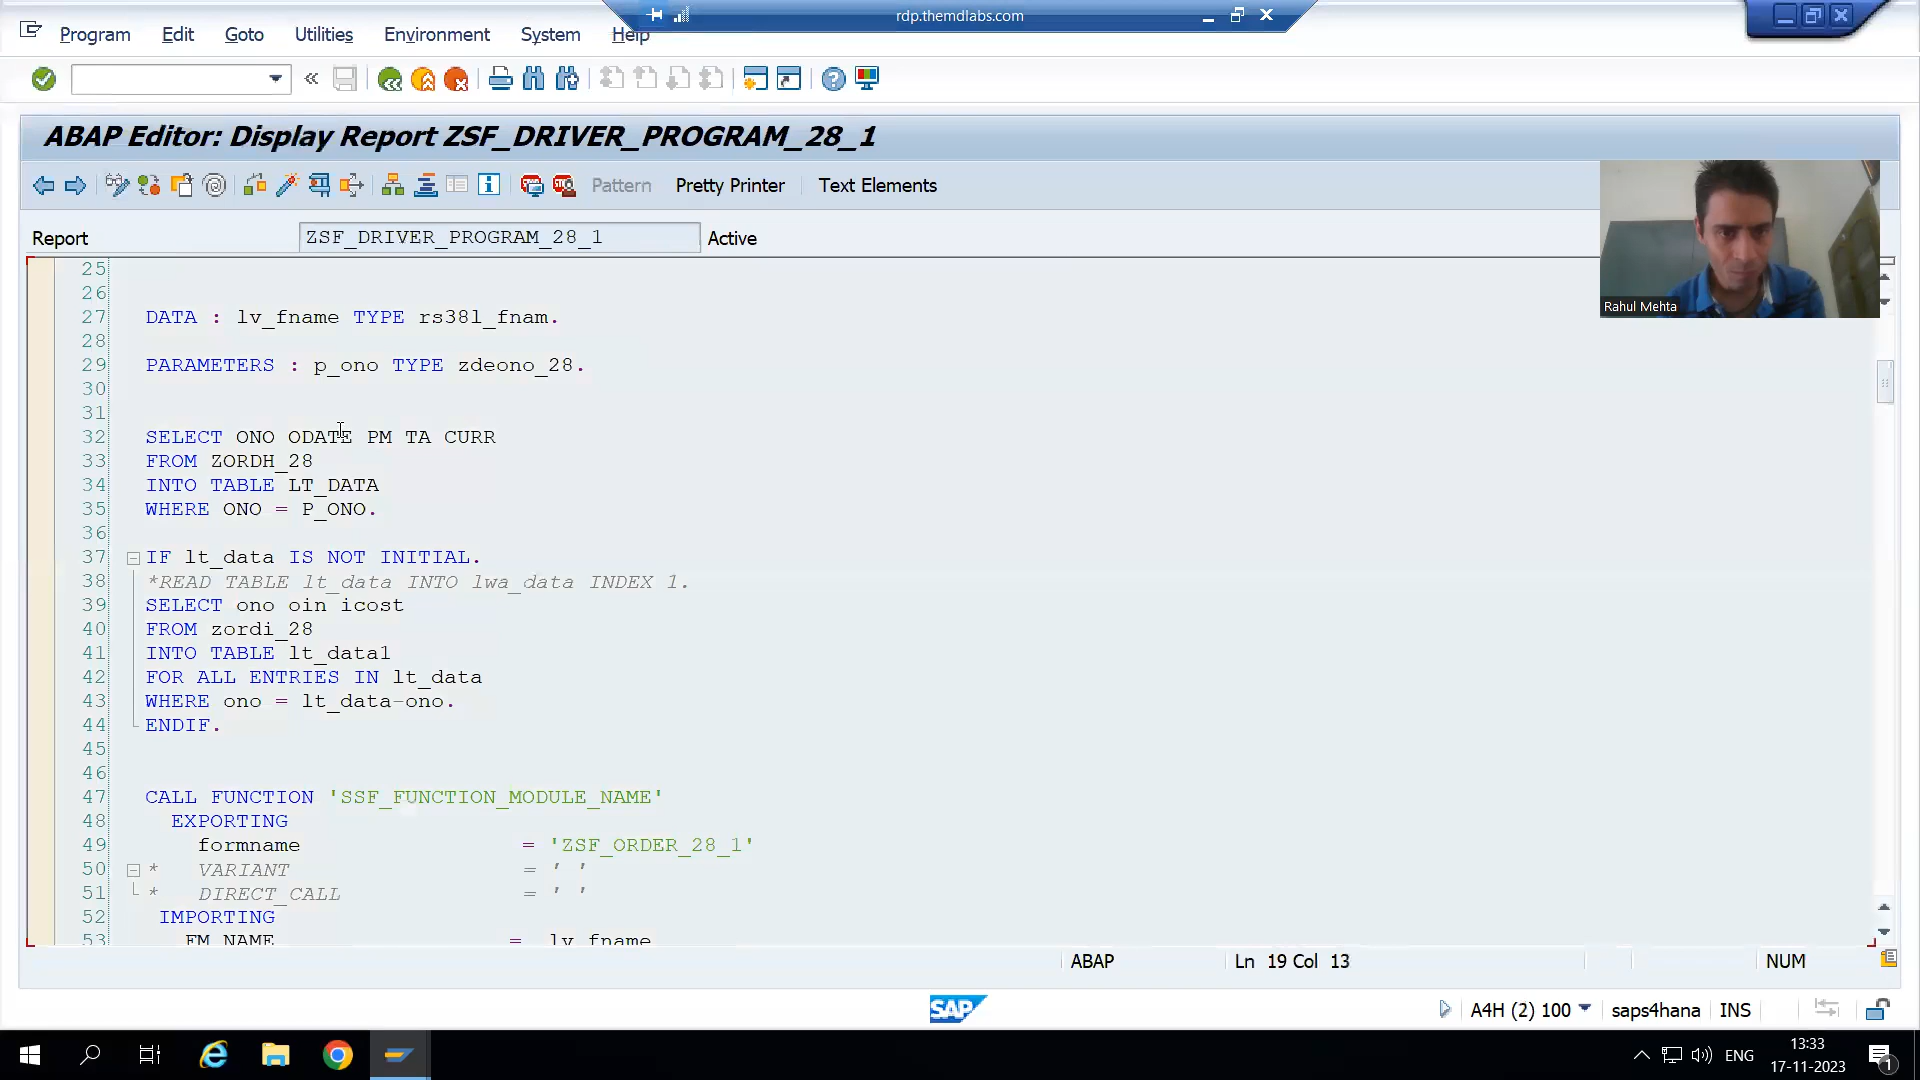 rdp.themdlabs.com
Program Edit Goto Utilities Environment System Help
ABAP Editor: Display Report ZSF_DRIVER_PROGRAM_28_1
Pattern Pretty Printer Text Elements
Report ZSF_DRIVER_PROGRAM_28_1 Active
Rahul Mehta
25
26
27 DATA : lv_fname TYPE rs38l_fnam.
28
29 PARAMETERS : p_ono TYPE zdeono_28.
30
31
32 SELECT ONO ODATE PM TA CURR
33 FROM ZORDH_28
34 INTO TABLE LT_DATA
35 WHERE ONO = P_ONO.
36
37 IF lt_data IS NOT INITIAL.
38 *READ TABLE lt_data INTO lwa_data INDEX 1.
39 SELECT ono oin icost
40 FROM zordi_28
41 INTO TABLE lt_data1
42 FOR ALL ENTRIES IN lt_data
43 WHERE ono = lt_data-ono.
44 ENDIF.
45
46
47 CALL FUNCTION 'SSF_FUNCTION_MODULE_NAME'
48 EXPORTING
49 formname = 'ZSF_ORDER_28_1'
50 * VARIANT = ' '
51 * DIRECT_CALL = ' '
52 IMPORTING
53 FM_NAME = lv_fname
ABAP Ln 19 Col 13 NUM
SAP A4H (2) 100 saps4hana INS
ENG 13:33
17-11-2023 1